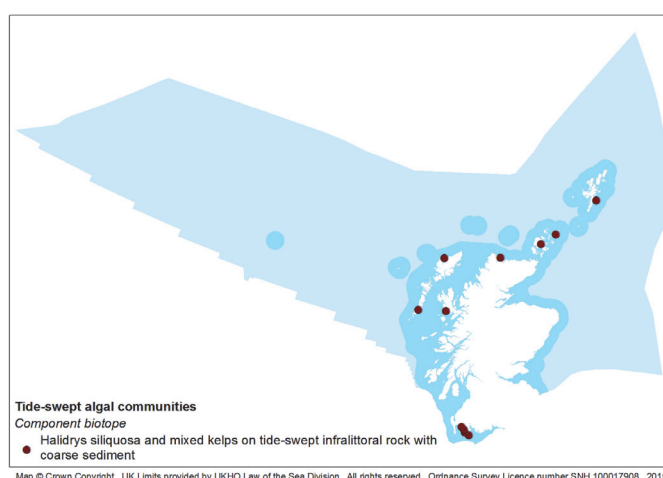 Tide-swept algal communities
Component biotope
Halidrys siliquosa and mixed kelps on tide-swept infralittoral rock with
coarse sediment
Map © Crown Copyright. UK Limits provided by UKHO Law of the Sea Division. All rights reserved. Ordnance Survey Licence number SNH 100017908